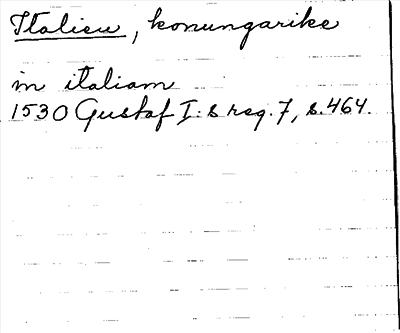 Italien, konungarike
in italiam
1530 Gustaf I:s reg. 7, s. 464.